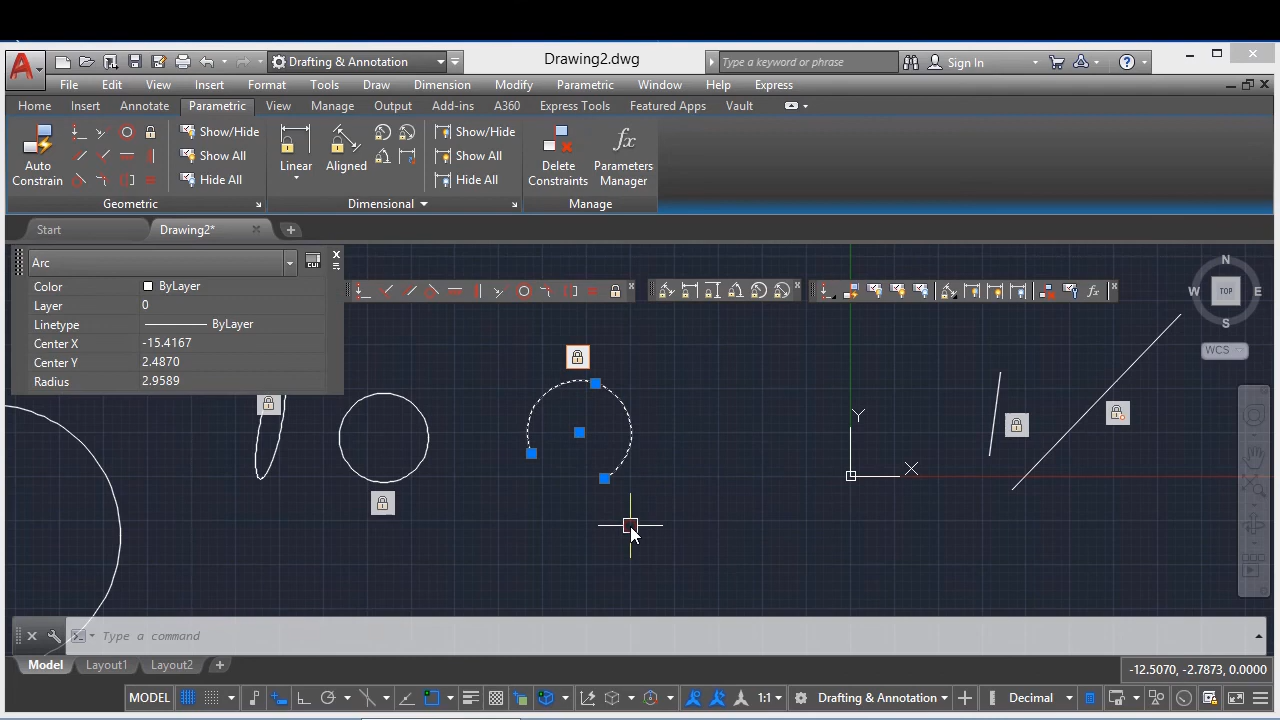 Drafting & Annotation
Drawing2.dwg
Type a keyword or phrase
Sign In
File Edit View Insert Format Tools Draw Dimension Modify Parametric Window Help Express
Home Insert Annotate Parametric View Manage Output Add-ins A360 Express Tools Featured Apps Vault
Auto Constrain
Show/Hide
Show All
Hide All
Geometric
Linear
Aligned
Show/Hide
Show All
Hide All
Dimensional
fx
Delete Constraints
Parameters Manager
Manage
Start
Drawing2*
Arc
Color ByLayer
Layer 0
Linetype ByLayer
Center X -15.4167
Center Y 2.4870
Radius 2.9589
fx
N
W TOP E
S
WCS
Y
X
Type a command
Model Layout1 Layout2
-12.5070, -2.7873, 0.0000
MODEL
1:1
Drafting & Annotation
Decimal